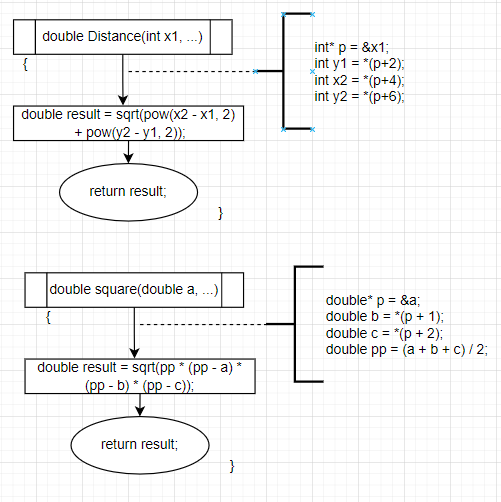 double Distance(int x1, ...)
{
int* p = &x1;
int y1 = *(p+2);
int x2 = *(p+4);
int y2 = *(p+6);
double result = sqrt(pow(x2 - x1, 2)
+ pow(y2 - y1, 2));
return result;
}
double square(double a, ...)
{
double* p = &a;
double b = *(p + 1);
double c = *(p + 2);
double pp = (a + b + c) / 2;
double result = sqrt(pp * (pp - a) *
(pp - b) * (pp - c));
return result;
}